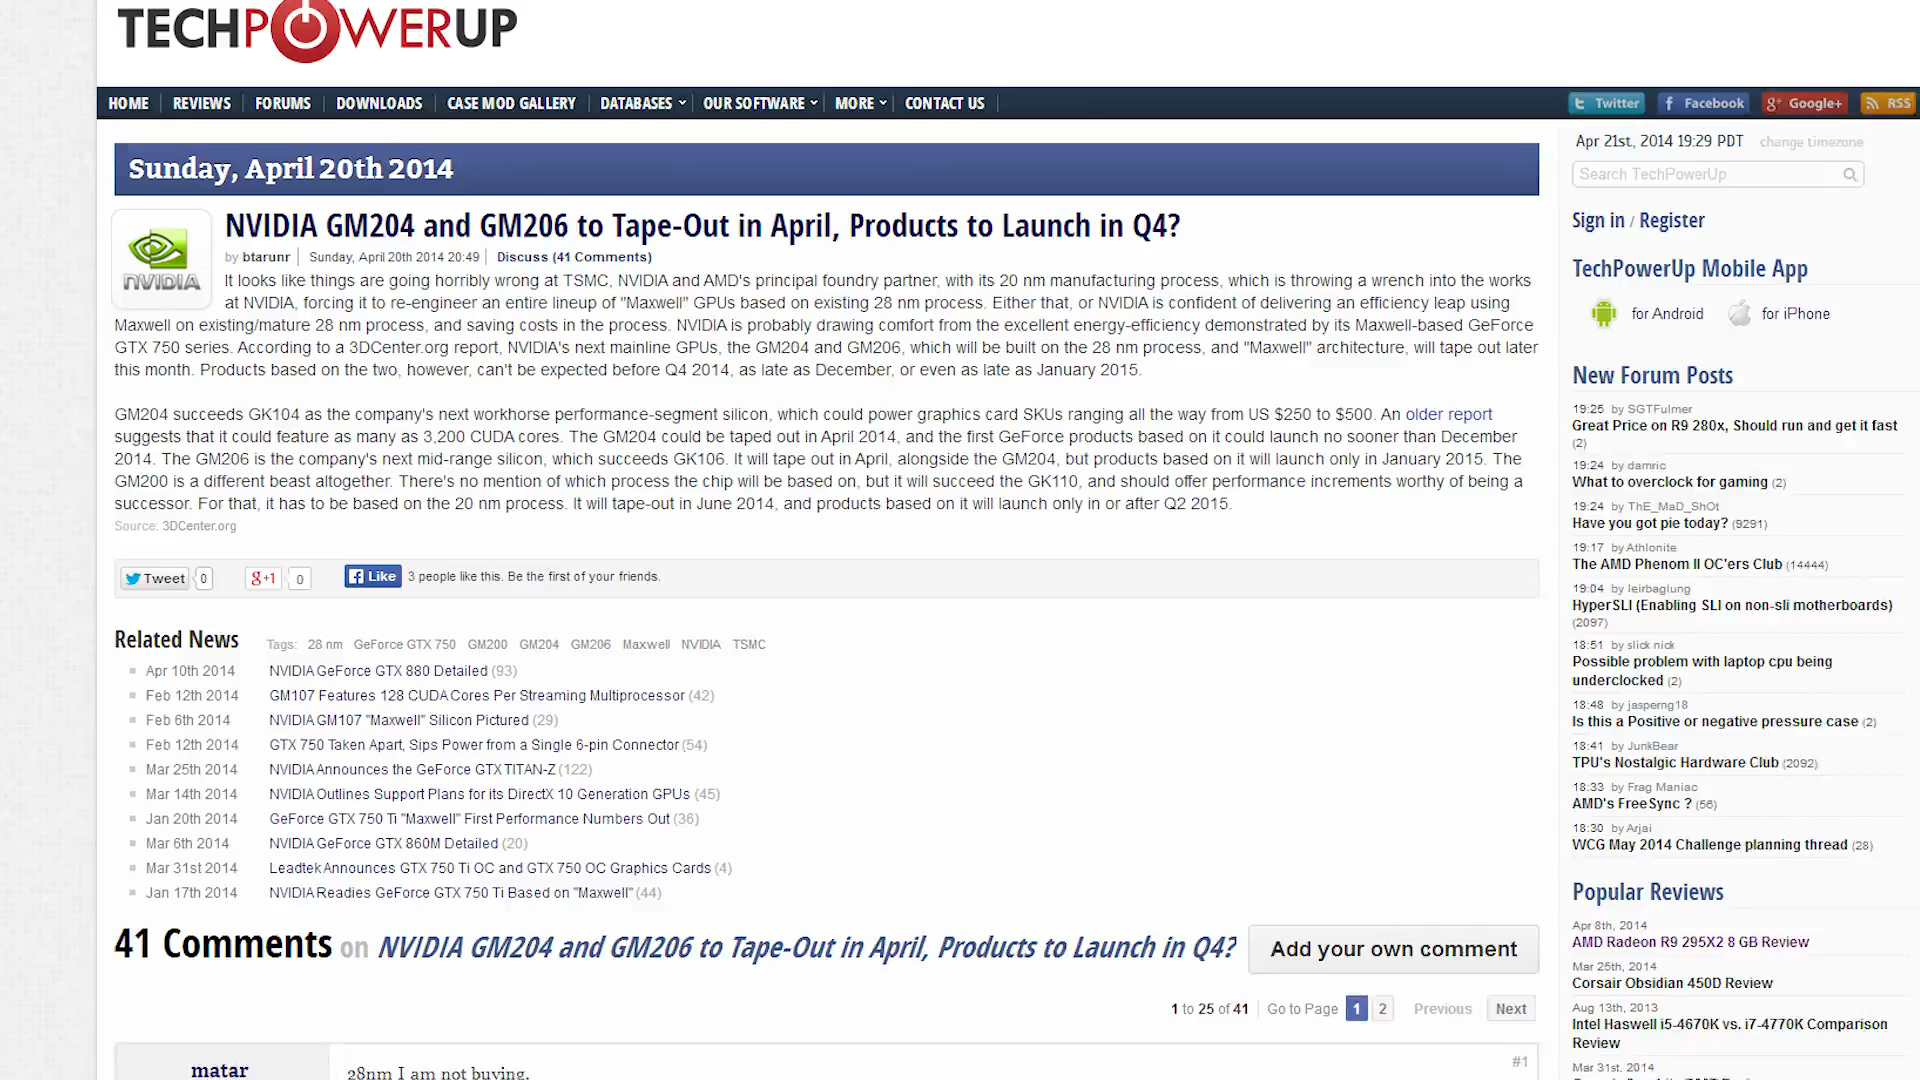 TECHPOWERUP
HOME REVIEWS FORUMS DOWNLOADS CASE MOD GALLERY DATABASES OUR SOFTWARE MORE CONTACT US
Twitter Facebook Google+ RSS
Sunday, April 20th 2014
NVIDIA
NVIDIA GM204 and GM206 to Tape-Out in April, Products to Launch in Q4?
by btarunr Sunday, April 20th 2014 20:49 Discuss (41 Comments)
It looks like things are going horribly wrong at TSMC, NVIDIA and AMD's principal foundry partner, with its 20 nm manufacturing process, which is throwing a wrench into the works
at NVIDIA, forcing it to re-engineer an entire lineup of "Maxwell" GPUs based on existing 28 nm process. Either that, or NVIDIA is confident of delivering an efficiency leap using
Maxwell on existing/mature 28 nm process, and saving costs in the process. NVIDIA is probably drawing comfort from the excellent energy-efficiency demonstrated by its Maxwell-based GeForce
GTX 750 series. According to a 3DCenter.org report, NVIDIA's next mainline GPUs, the GM204 and GM206, which will be built on the 28 nm process, and "Maxwell" architecture, will tape out later
this month. Products based on the two, however, can't be expected before Q4 2014, as late as December, or even as late as January 2015.
GM204 succeeds GK104 as the company's next workhorse performance-segment silicon, which could power graphics card SKUs ranging all the way from US $250 to $500. An older report
suggests that it could feature as many as 3,200 CUDA cores. The GM204 could be taped out in April 2014, and the first GeForce products based on it could launch no sooner than December
2014. The GM206 is the company's next mid-range silicon, which succeeds GK106. It will tape out in April, alongside the GM204, but products based on it will launch only in January 2015. The
GM200 is a different beast altogether. There's no mention of which process the chip will be based on, but it will succeed the GK110, and should offer performance increments worthy of being a
successor. For that, it has to be based on the 20 nm process. It will tape-out in June 2014, and products based on it will launch only in or after Q2 2015.
Source: 3DCenter.org
Tweet 0 g+1 0 Like 3 people like this. Be the first of your friends.
Related News Tags: 28 nm GeForce GTX 750 GM200 GM204 GM206 Maxwell NVIDIA TSMC
Apr 10th 2014 NVIDIA GeForce GTX 880 Detailed (93)
Feb 12th 2014 GM107 Features 128 CUDA Cores Per Streaming Multiprocessor (42)
Feb 6th 2014 NVIDIA GM107 "Maxwell" Silicon Pictured (29)
Feb 12th 2014 GTX 750 Taken Apart, Sips Power from a Single 6-pin Connector (54)
Mar 25th 2014 NVIDIA Announces the GeForce GTX TITAN-Z (122)
Mar 14th 2014 NVIDIA Outlines Support Plans for its DirectX 10 Generation GPUs (45)
Jan 20th 2014 GeForce GTX 750 Ti "Maxwell" First Performance Numbers Out (36)
Mar 6th 2014 NVIDIA GeForce GTX 860M Detailed (20)
Mar 31st 2014 Leadtek Announces GTX 750 Ti OC and GTX 750 OC Graphics Cards (4)
Jan 17th 2014 NVIDIA Readies GeForce GTX 750 Ti Based on "Maxwell" (44)
41 Comments on NVIDIA GM204 and GM206 to Tape-Out in April, Products to Launch in Q4?
Add your own comment
1 to 25 of 41 Go to Page 1 2 Previous Next
matar
28nm I am not buying.
#1
Apr 21st, 2014 19:29 PDT change timezone
Search TechPowerUp
Sign in / Register
TechPowerUp Mobile App
for Android for iPhone
New Forum Posts
19:25 by SGTFulmer
Great Price on R9 280x, Should run and get it fast
(2)
19:24 by damric
What to overclock for gaming (2)
19:24 by ThE_MaD_ShOt
Have you got pie today? (9291)
19:17 by Athlonite
The AMD Phenom II OC'ers Club (14444)
19:04 by leirbaglung
HyperSLI (Enabling SLI on non-sli motherboards)
(2097)
18:51 by slick nick
Possible problem with laptop cpu being
underclocked (2)
18:48 by jasperng18
Is this a Positive or negative pressure case (2)
18:41 by JunkBear
TPU's Nostalgic Hardware Club (2092)
18:33 by Frag Maniac
AMD's FreeSync ? (56)
18:30 by Arjai
WCG May 2014 Challenge planning thread (28)
Popular Reviews
Apr 8th, 2014
AMD Radeon R9 295X2 8 GB Review
Mar 25th, 2014
Corsair Obsidian 450D Review
Aug 13th, 2013
Intel Haswell i5-4670K vs. i7-4770K Comparison
Review
Mar 31st, 2014